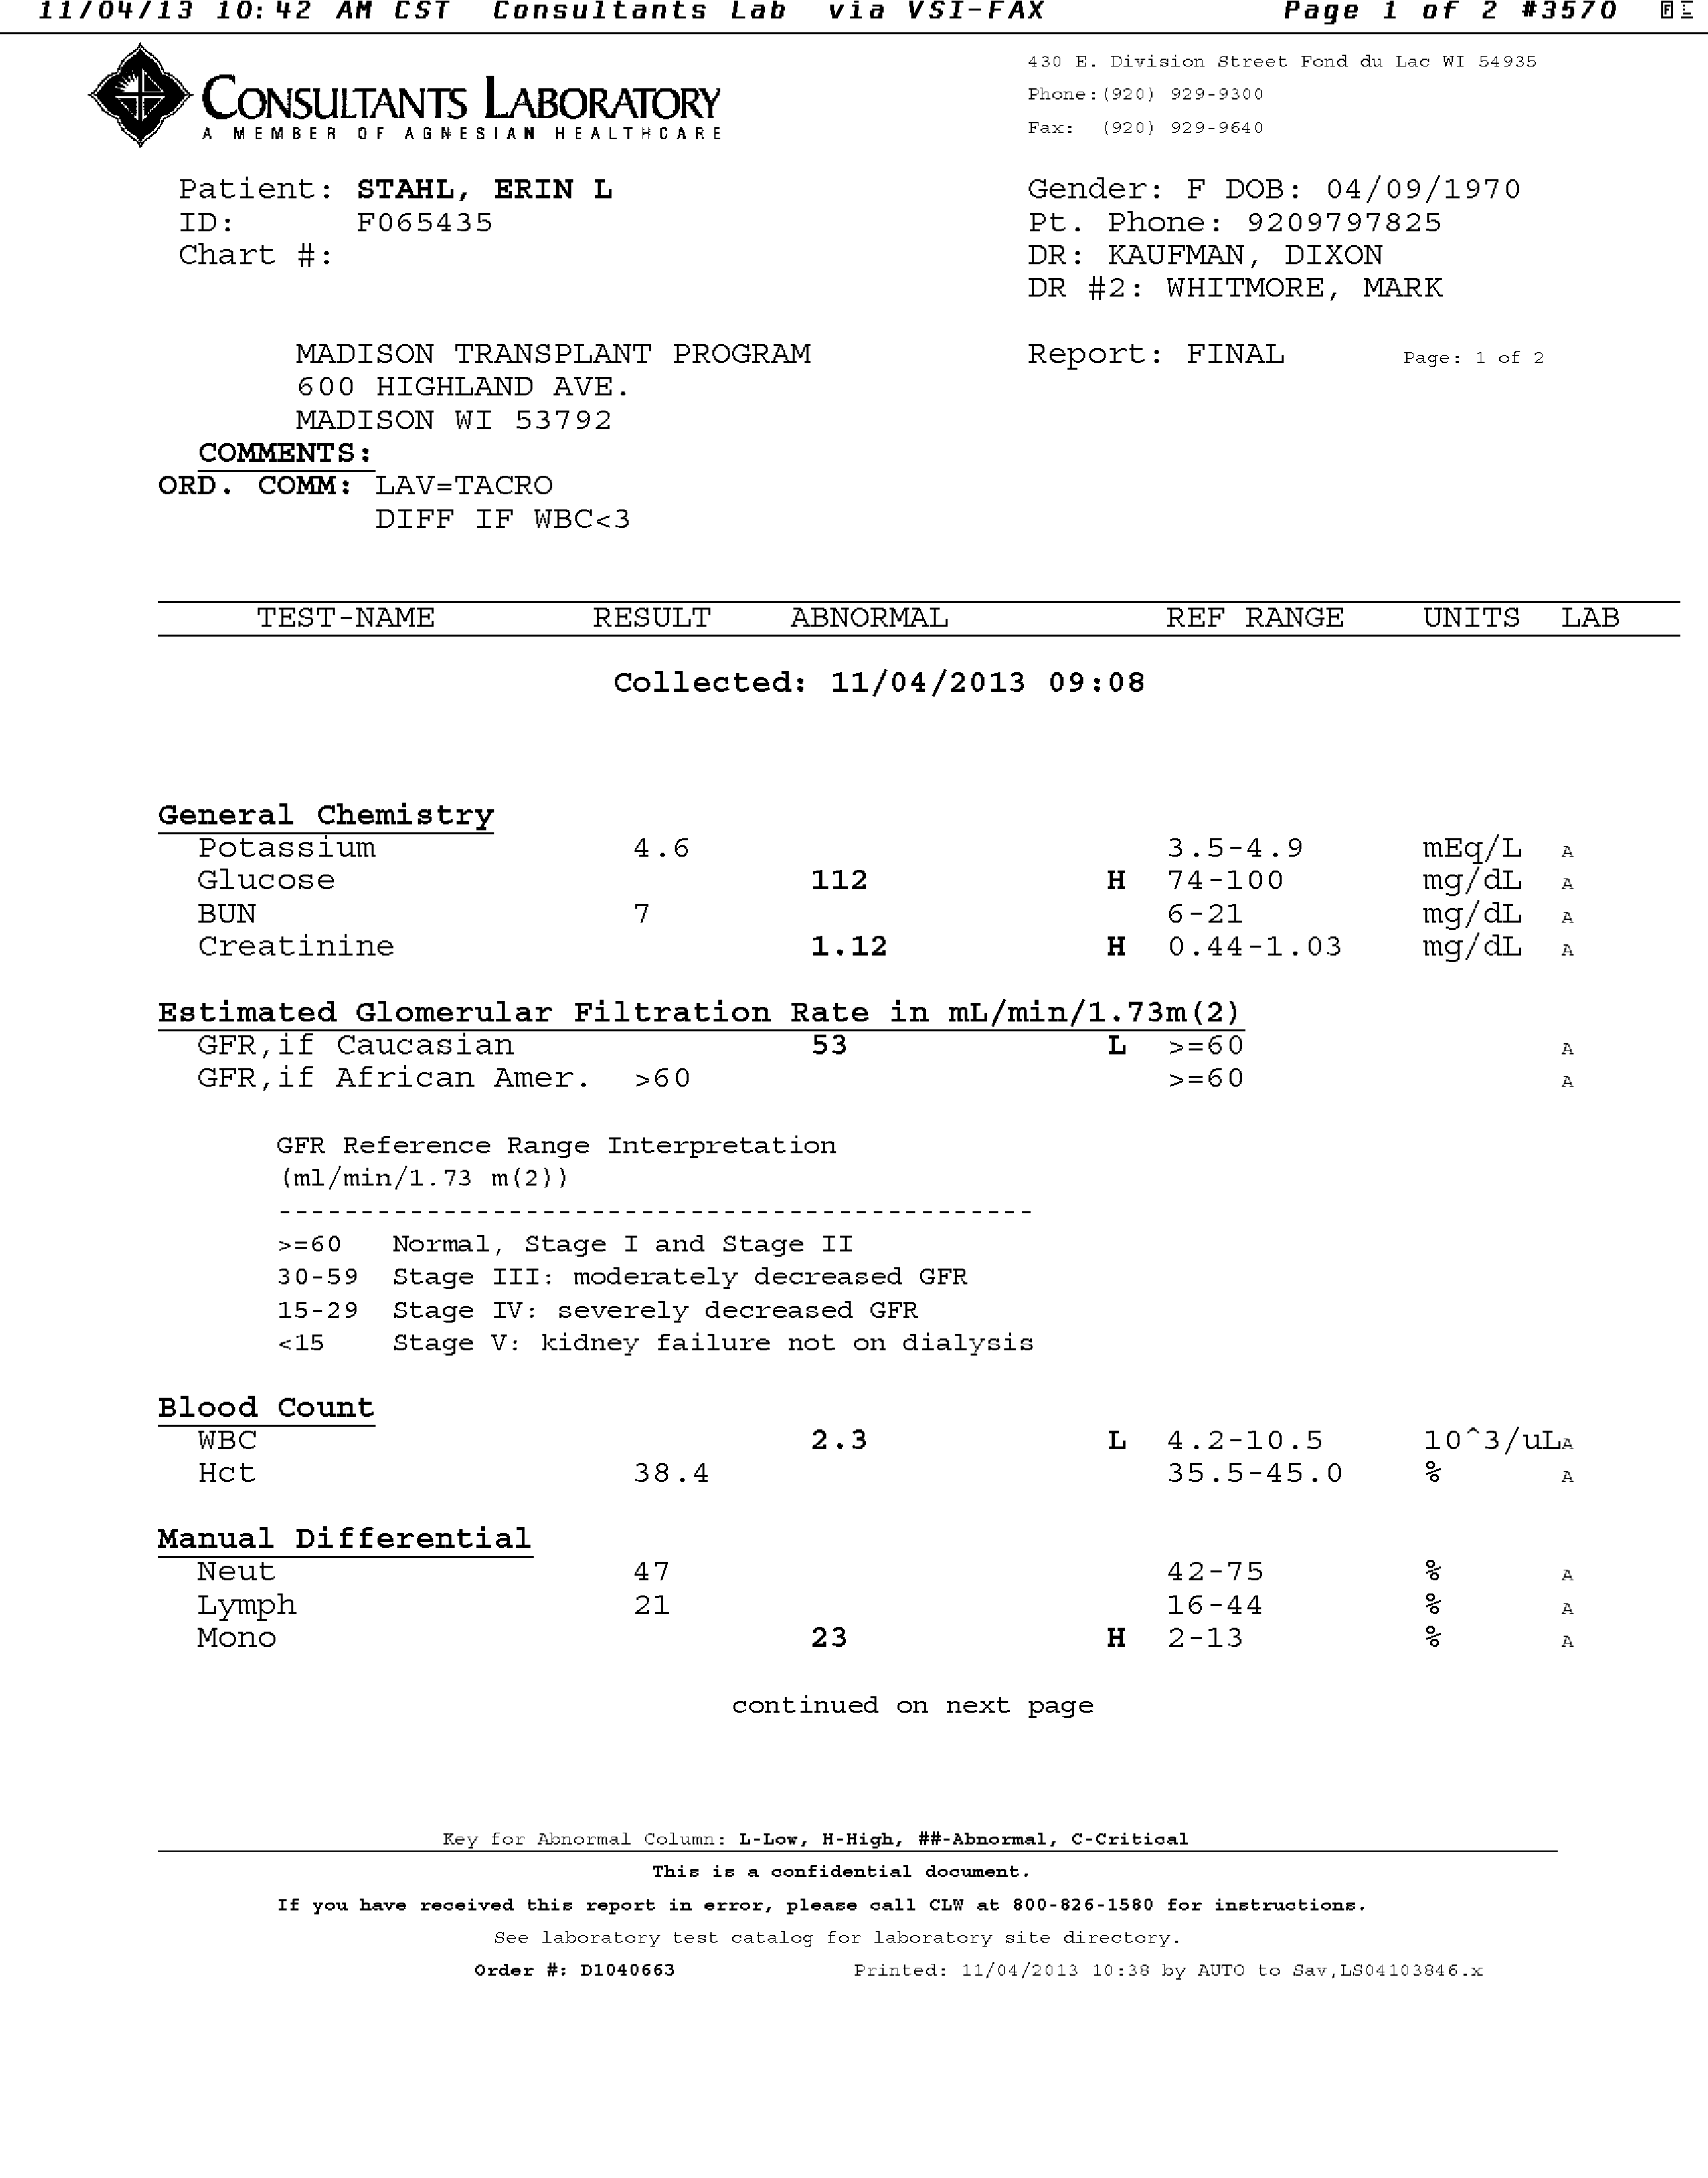 11/04/13 10:42 AM CST Consultants Lab via VSI-FAX Page 1 of 2 #3570
430 E. Division Street Fond du Lac WI 54935
CONSULTANTS LABORATORY Phone:(920) 929-9300
A MEMBER OF AGNESIAN HEALTHCARE Fax: (920) 929-9640
Patient: STAHL, ERIN L Gender: F DOB: 04/09/1970
ID: F065435 Pt. Phone: 9209797825
Chart #: DR: KAUFMAN, DIXON
DR #2: WHITMORE, MARK
MADISON TRANSPLANT PROGRAM Report: FINAL Page: 1 of 2
600 HIGHLAND AVE.
MADISON WI 53792
COMMENTS:
ORD. COMM: LAV=TACRO
DIFF IF WBC<3
TEST-NAME RESULT ABNORMAL REF RANGE UNITS LAB
Collected: 11/04/2013 09:08
General Chemistry
Potassium 4.6 3.5-4.9 mEq/L A
Glucose 112 H 74-100 mg/dL A
BUN 7 6-21 mg/dL A
Creatinine 1.12 H 0.44-1.03 mg/dL A
Estimated Glomerular Filtration Rate in mL/min/1.73m(2)
GFR,if Caucasian 53 L >=60 A
GFR,if African Amer. >60 >=60 A
GFR Reference Range Interpretation
(ml/min/1.73 m(2))
----------------------------------------------
>=60 Normal, Stage I and Stage II
30-59 Stage III: moderately decreased GFR
15-29 Stage IV: severely decreased GFR
<15 Stage V: kidney failure not on dialysis
Blood Count
WBC 2.3 L 4.2-10.5 10^3/uL A
Hct 38.4 35.5-45.0 % A
Manual Differential
Neut 47 42-75 % A
Lymph 21 16-44 % A
Mono 23 H 2-13 % A
continued on next page
Key for Abnormal Column: L-Low, H-High, ##-Abnormal, C-Critical
This is a confidential document.
If you have received this report in error, please call CLW at 800-826-1580 for instructions.
See laboratory test catalog for laboratory site directory.
Order #: D1040663 Printed: 11/04/2013 10:38 by AUTO to Sav,LS04103846.x